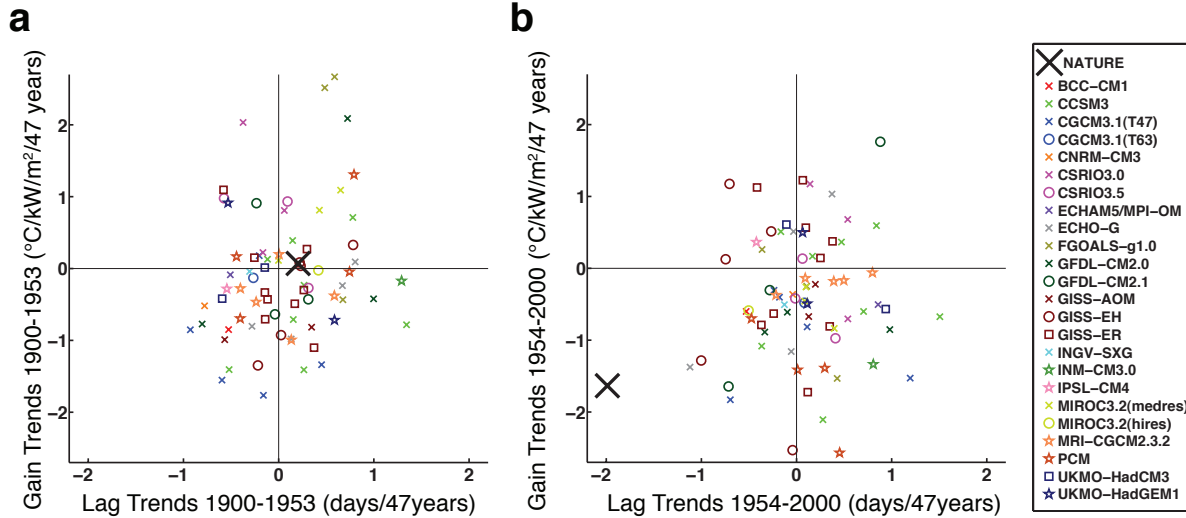 a
b
Gain Trends 1900-1953 (°C/kW/m²/47 years)
2
1
0
−1
−2
−2
−1
0
1
2
Lag Trends 1900-1953 (days/47years)
Gain Trends 1954-2000 (°C/kW/m²/47 years)
2
1
0
−1
−2
−2
−1
0
1
2
Lag Trends 1954-2000 (days/47years)
NATURE
BCC−CM1
CCSM3
CGCM3.1(T47)
CGCM3.1(T63)
CNRM−CM3
CSRIO3.0
CSRIO3.5
ECHAM5/MPI−OM
ECHO−G
FGOALS−g1.0
GFDL−CM2.0
GFDL−CM2.1
GISS−AOM
GISS−EH
GISS−ER
INGV−SXG
INM−CM3.0
IPSL−CM4
MIROC3.2(medres)
MIROC3.2(hires)
MRI−CGCM2.3.2
PCM
UKMO−HadCM3
UKMO−HadGEM1